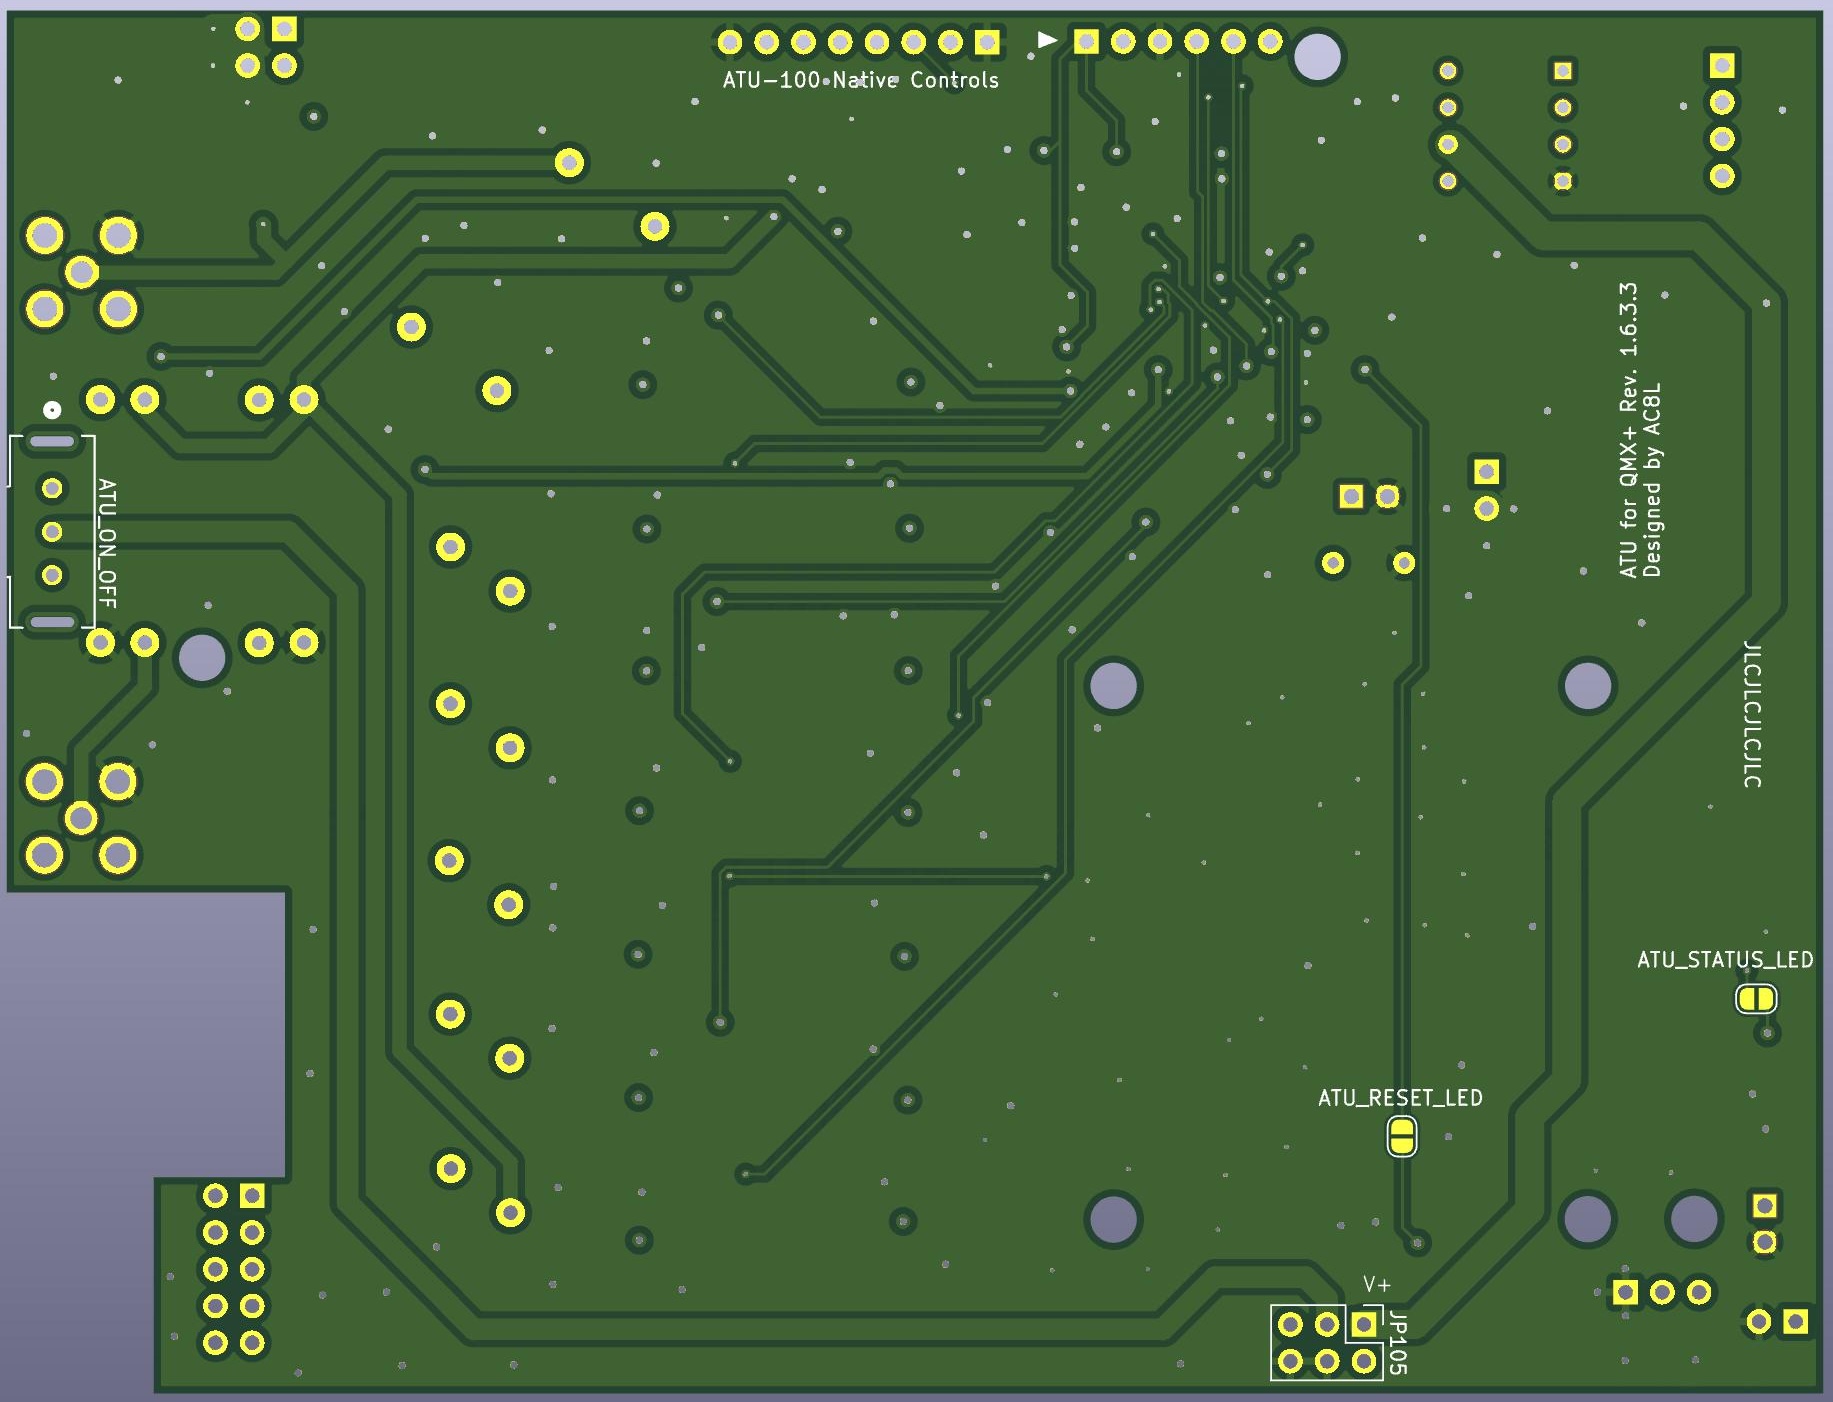 ATU-100 Native Controls
ATU for QMX+ Rev. 1.6.3.3
Designed by AC8L
ATU_ON_OFF
JLCJLCJLCJLC
ATU_STATUS_LED
ATU_RESET_LED
V+
JP105